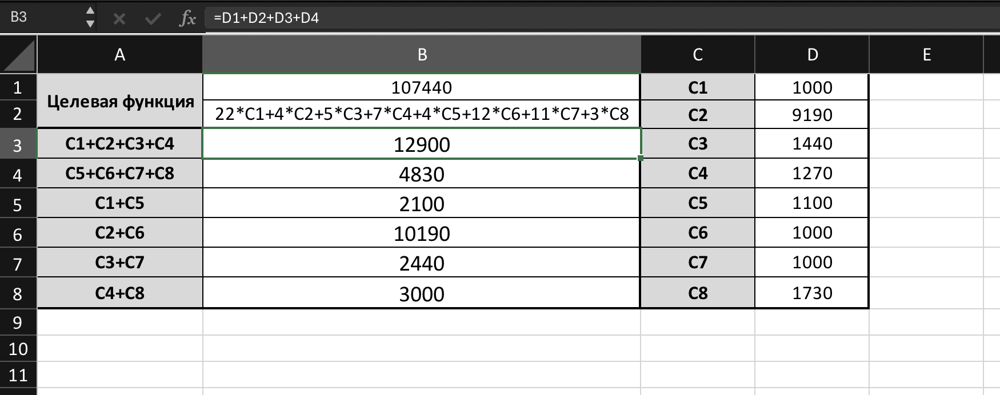 B3 fx =D1+D2+D3+D4
A B C D E
1 Целевая функция 107440 C1 1000
2 22*C1+4*C2+5*C3+7*C4+4*C5+12*C6+11*C7+3*C8 C2 9190
3 C1+C2+C3+C4 12900 C3 1440
4 C5+C6+C7+C8 4830 C4 1270
5 C1+C5 2100 C5 1100
6 C2+C6 10190 C6 1000
7 C3+C7 2440 C7 1000
8 C4+C8 3000 C8 1730
9
10
11